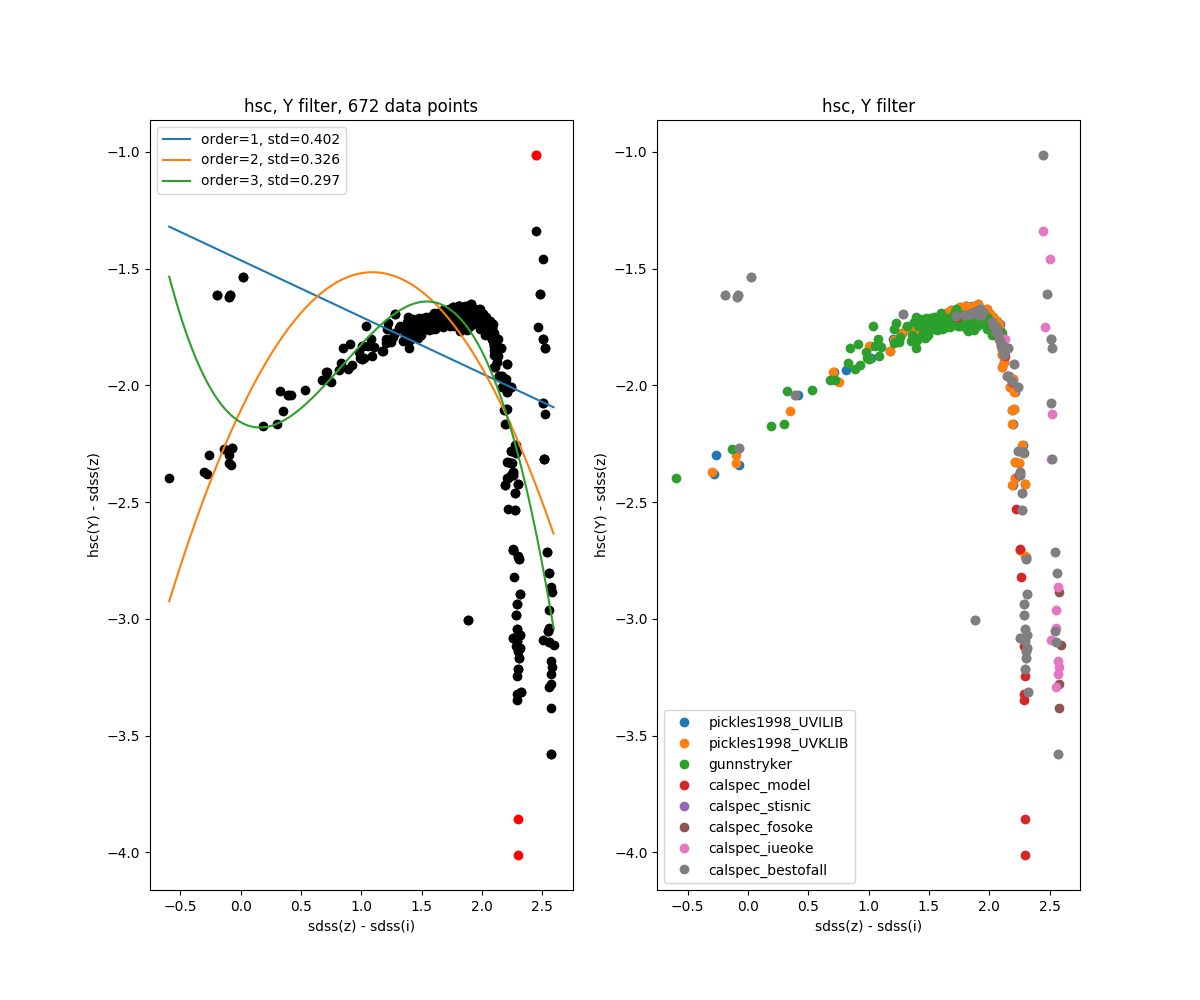 hsc, Y filter, 672 data points
order=1, std=0.402
order=2, std=0.326
order=3, std=0.297
−1.0
−1.5
−2.0
−2.5
−3.0
−3.5
−4.0
hsc(Y) - sdss(z)
−0.5 0.0 0.5 1.0 1.5 2.0 2.5
sdss(z) - sdss(i)
hsc, Y filter
−1.0
−1.5
−2.0
−2.5
−3.0
−3.5
−4.0
hsc(Y) - sdss(z)
pickles1998_UVILIB
pickles1998_UVKLIB
gunnstryker
calspec_model
calspec_stisnic
calspec_fosoke
calspec_iueoke
calspec_bestofall
−0.5 0.0 0.5 1.0 1.5 2.0 2.5
sdss(z) - sdss(i)